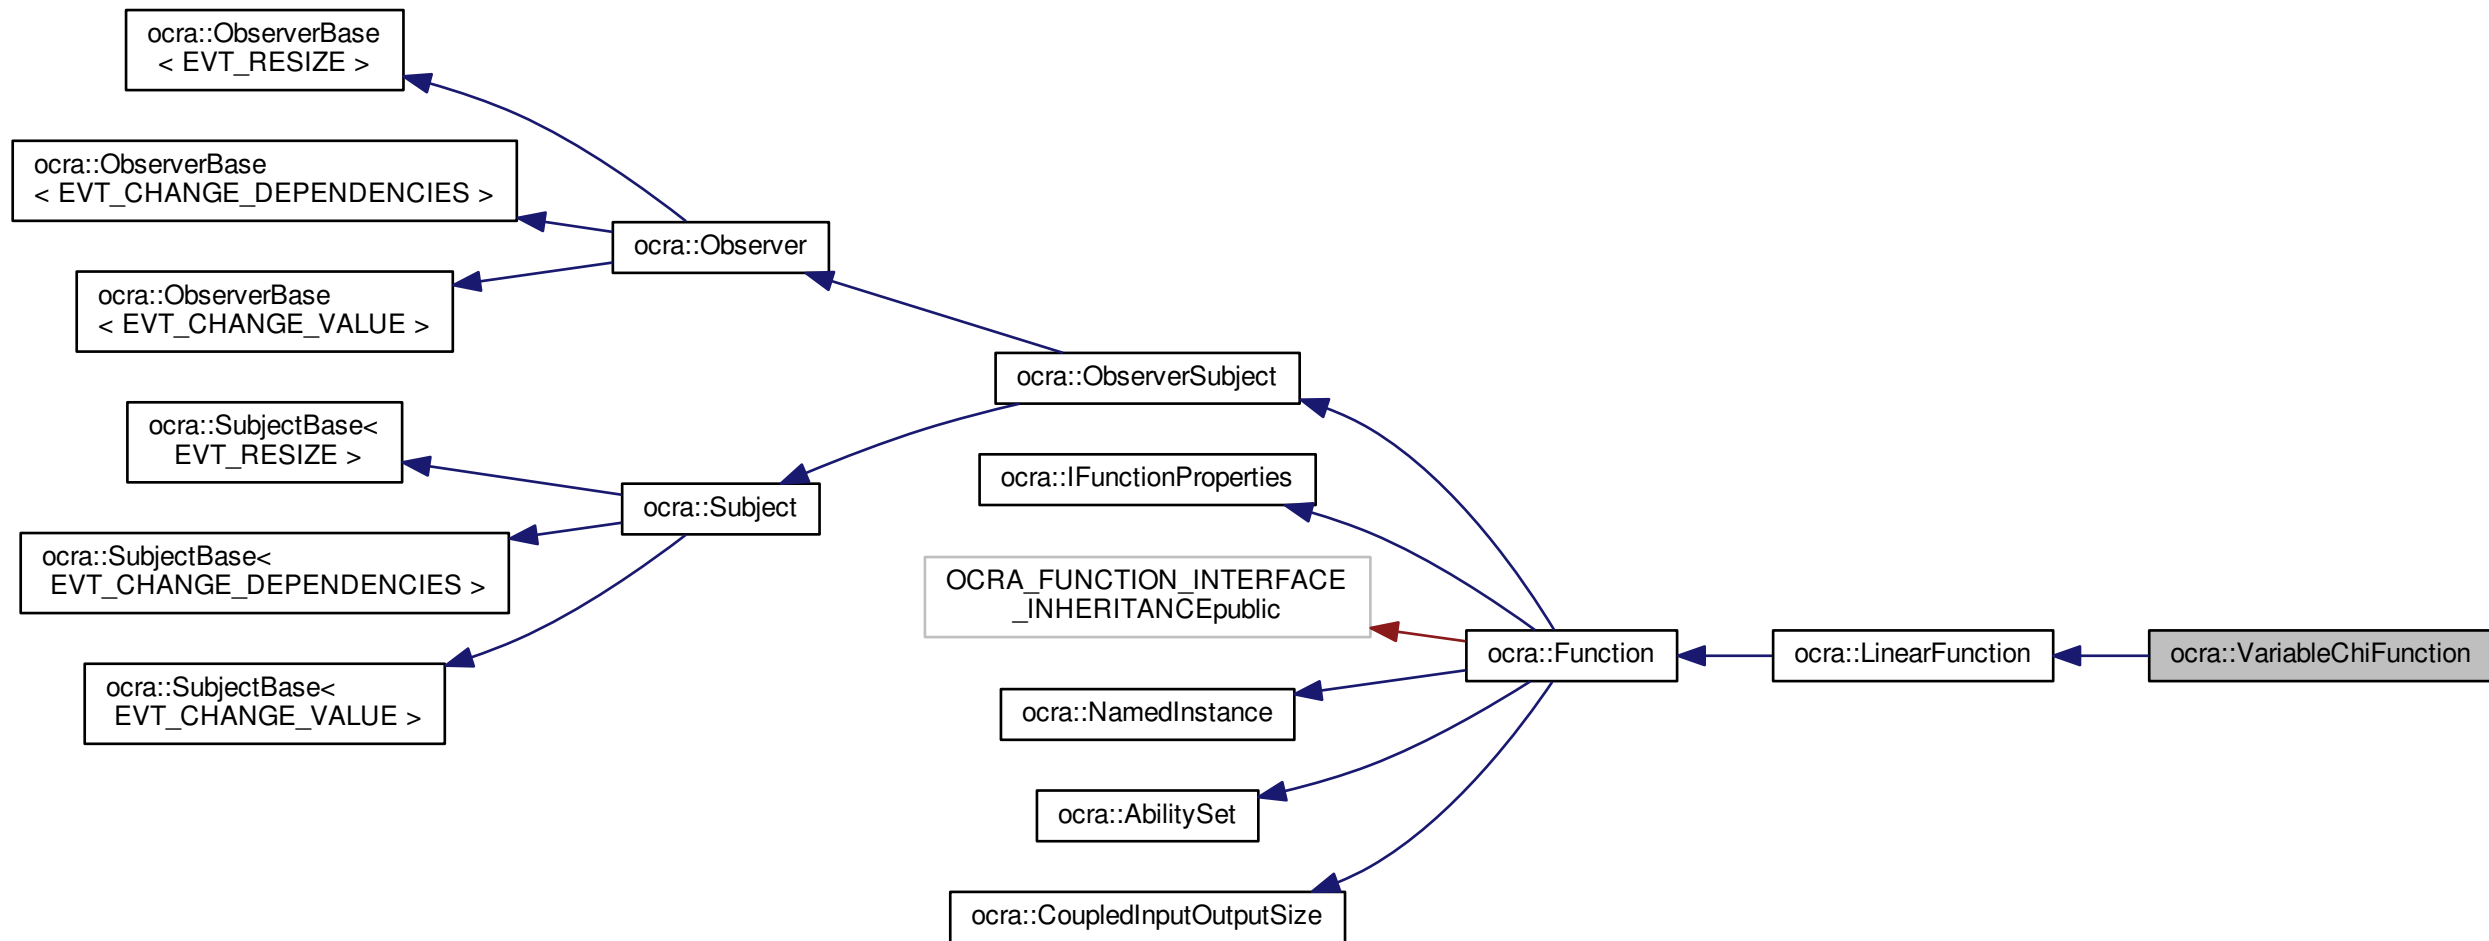 ocra::ObserverBase
< EVT_RESIZE >
ocra::ObserverBase
< EVT_CHANGE_DEPENDENCIES >
ocra::Observer
ocra::ObserverBase
< EVT_CHANGE_VALUE >
ocra::ObserverSubject
ocra::SubjectBase<
EVT_RESIZE >
ocra::IFunctionProperties
ocra::Subject
ocra::SubjectBase<
EVT_CHANGE_DEPENDENCIES >
OCRA_FUNCTION_INTERFACE
_INHERITANCEpublic
ocra::Function
ocra::LinearFunction
ocra::VariableChiFunction
ocra::SubjectBase<
EVT_CHANGE_VALUE >
ocra::NamedInstance
ocra::AbilitySet
ocra::CoupledInputOutputSize